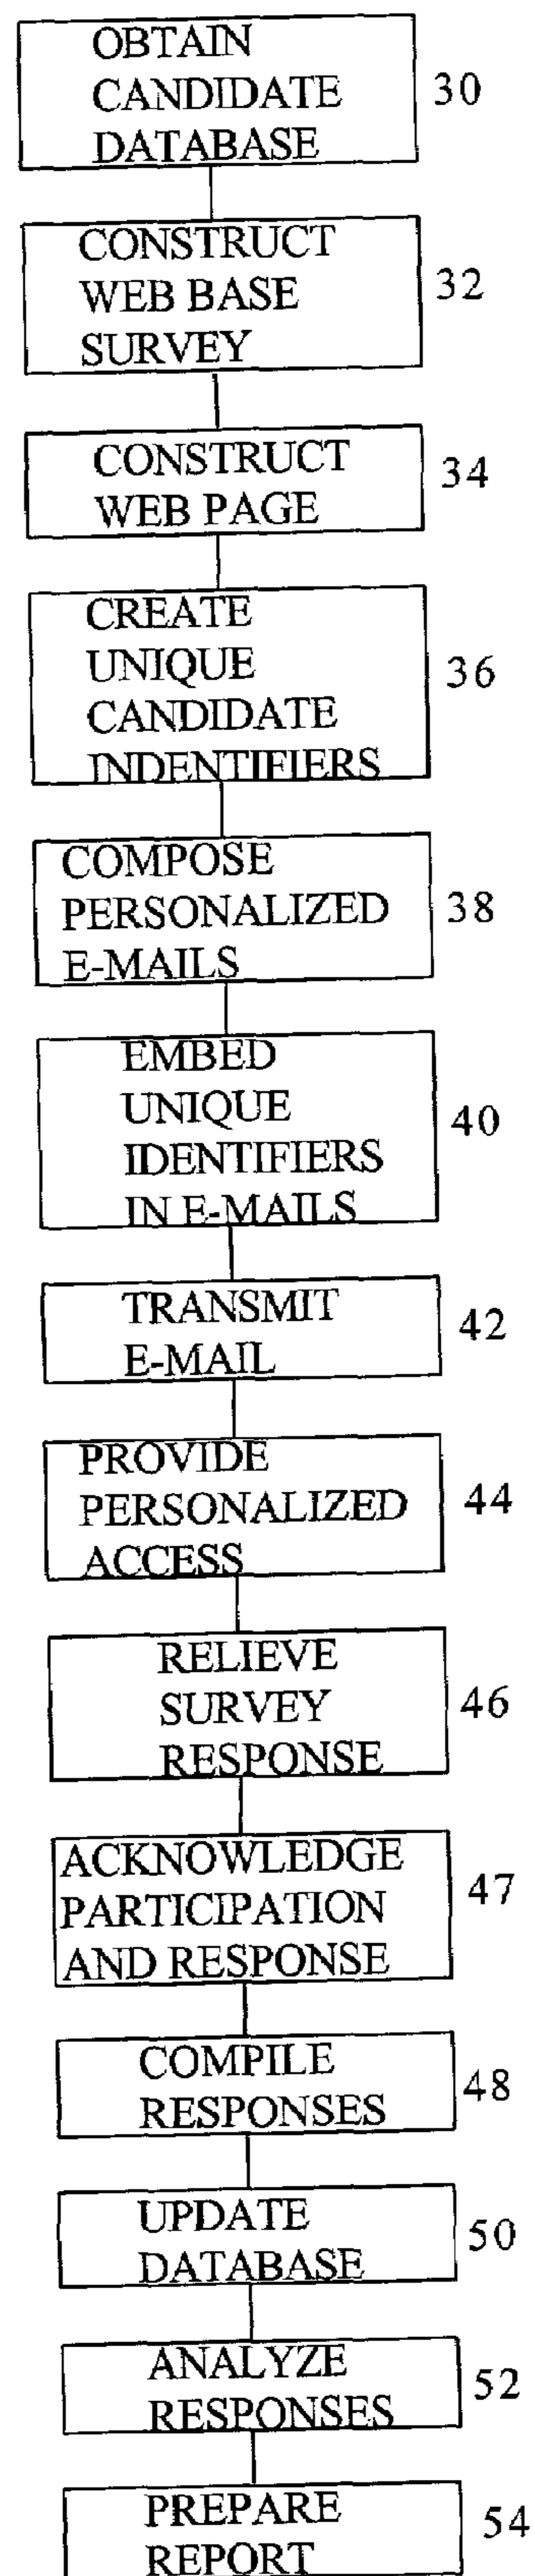 OBTAIN
CANDIDATE
DATABASE
30
CONSTRUCT
WEB BASE
SURVEY
32
CONSTRUCT
WEB PAGE
34
CREATE
UNIQUE
CANDIDATE
INDENTIFIERS
36
COMPOSE
PERSONALIZED
E-MAILS
38
EMBED
UNIQUE
IDENTIFIERS
IN E-MAILS
40
TRANSMIT
E-MAIL
42
PROVIDE
PERSONALIZED
ACCESS
44
RELIEVE
SURVEY
RESPONSE
46
ACKNOWLEDGE
PARTICIPATION
AND RESPONSE
47
COMPILE
RESPONSES
48
UPDATE
DATABASE
50
ANALYZE
RESPONSES
52
PREPARE
REPORT
54